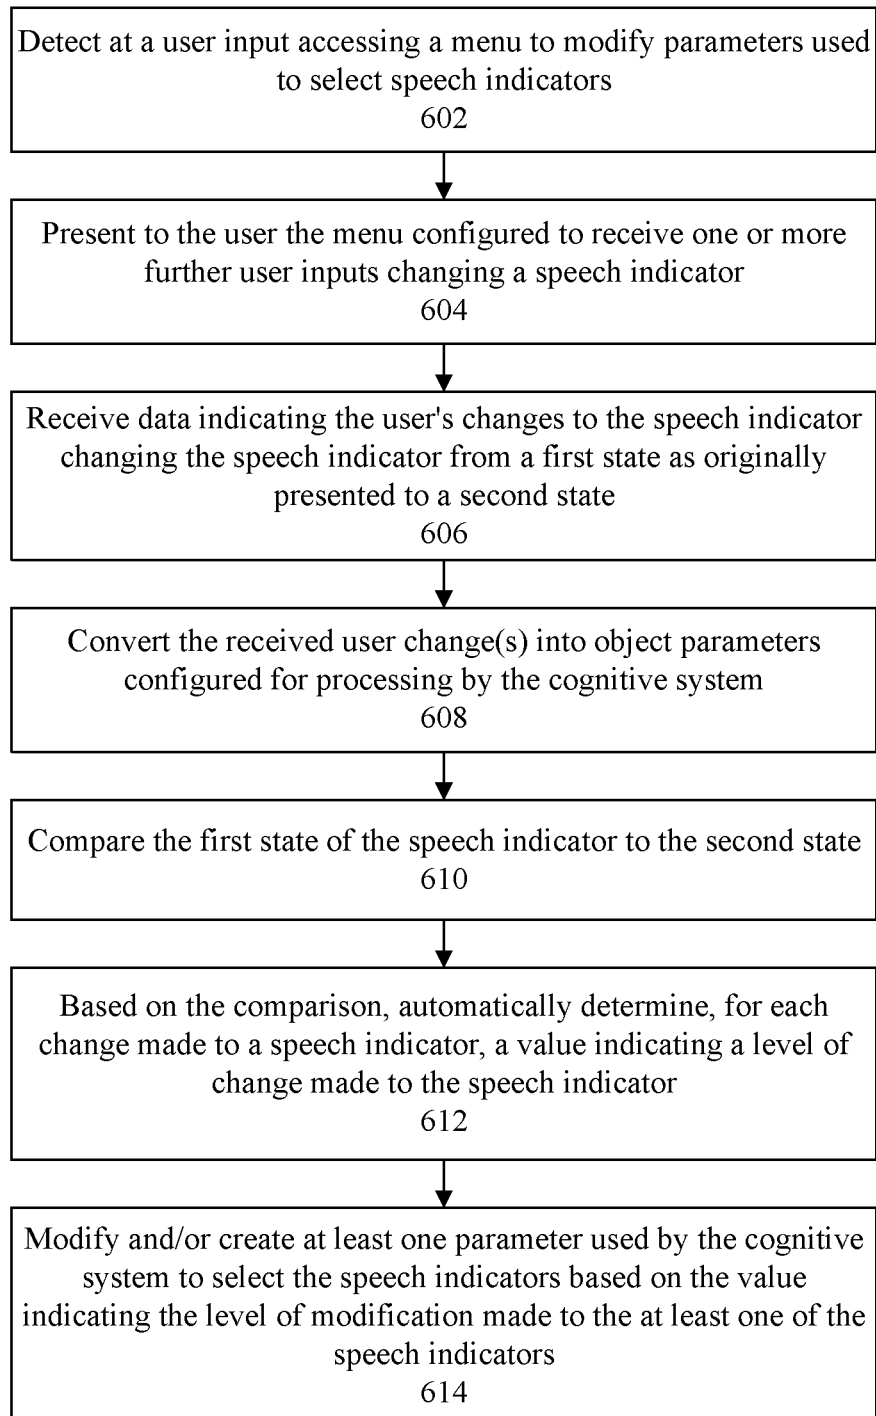 Detect at a user input accessing a menu to modify parameters used
to select speech indicators
602
Present to the user the menu configured to receive one or more
further user inputs changing a speech indicator
604
Receive data indicating the user's changes to the speech indicator
changing the speech indicator from a first state as originally
presented to a second state
606
Convert the received user change(s) into object parameters
configured for processing by the cognitive system
608
Compare the first state of the speech indicator to the second state
610
Based on the comparison, automatically determine, for each
change made to a speech indicator, a value indicating a level of
change made to the speech indicator
612
Modify and/or create at least one parameter used by the cognitive
system to select the speech indicators based on the value
indicating the level of modification made to the at least one of the
speech indicators
614